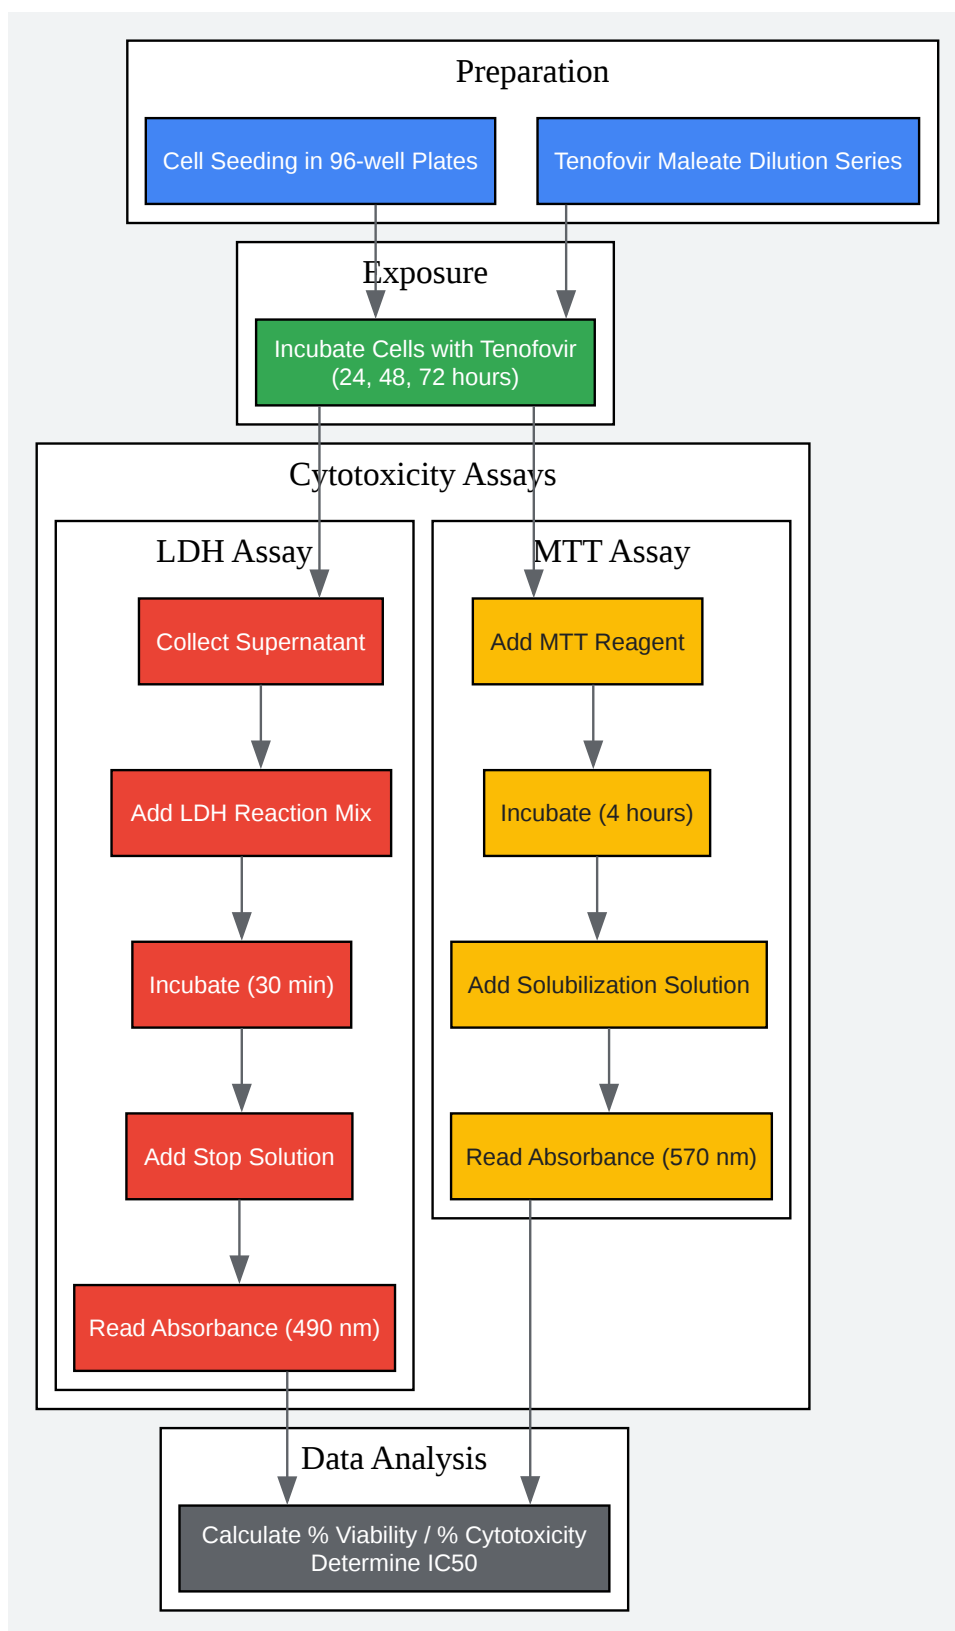 Preparation
Cell Seeding in 96-well Plates
Tenofovir Maleate Dilution Series
Exposure
Incubate Cells with Tenofovir
(24, 48, 72 hours)
Cytotoxicity Assays
LDH Assay
Collect Supernatant
Add LDH Reaction Mix
Incubate (30 min)
Add Stop Solution
Read Absorbance (490 nm)
MTT Assay
Add MTT Reagent
Incubate (4 hours)
Add Solubilization Solution
Read Absorbance (570 nm)
Data Analysis
Calculate % Viability / % Cytotoxicity
Determine IC50